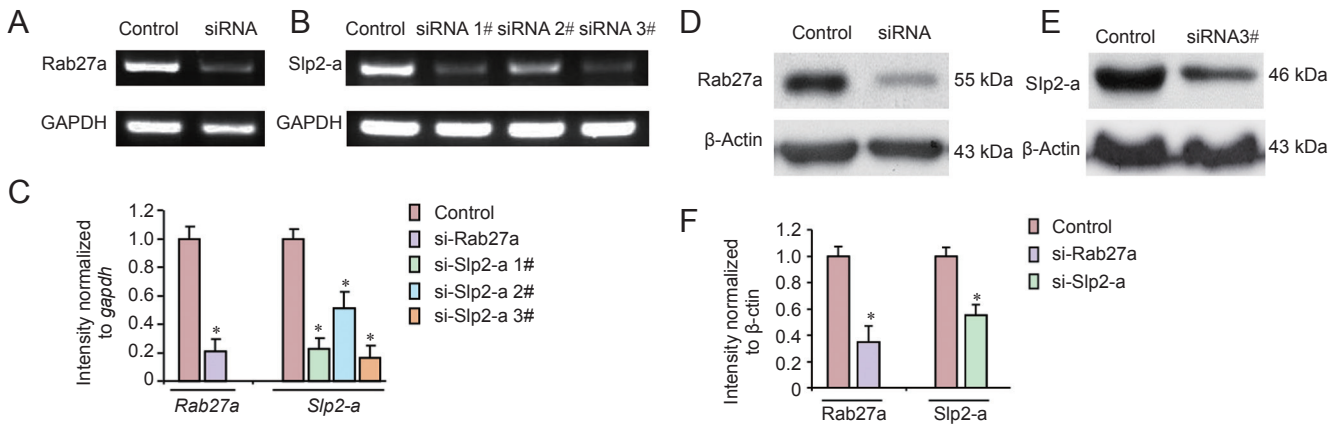 A
Control siRNA
Rab27a
GAPDH
B
Control siRNA 1# siRNA 2# siRNA 3#
Slp2-a
GAPDH
C
Intensity normalized
to gapdh
1.2
1.0
0.8
0.6
0.4
0.2
0
*
*
*
*
Rab27a Slp2-a
Control
si-Rab27a
si-Slp2-a 1#
si-Slp2-a 2#
si-Slp2-a 3#
D
Control siRNA
Rab27a 55 kDa
β-Actin 43 kDa
E
Control siRNA3#
Slp2-a 46 kDa
β-Actin 43 kDa
F
Intensity normalized
to β-ctin
1.2
1.0
0.8
0.6
0.4
0.2
0
*
*
Rab27a Slp2-a
Control
si-Rab27a
si-Slp2-a